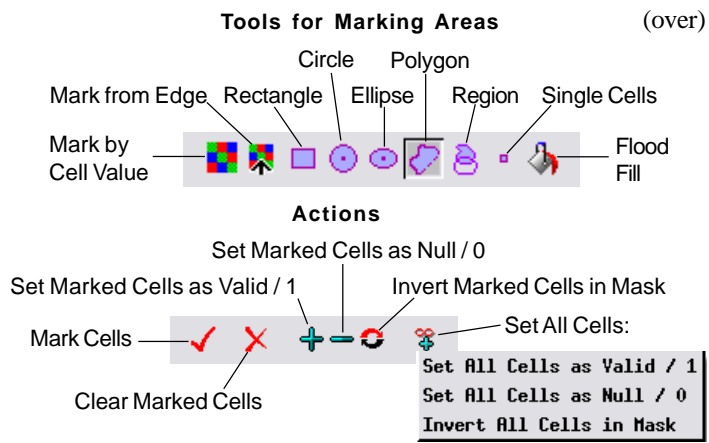 Tools for Marking Areas
(over)
Circle
Polygon
Mark from Edge
Rectangle
Ellipse
Region
Single Cells
Mark by
Cell Value
Flood
Fill
Actions
Set Marked Cells as Null / 0
Set Marked Cells as Valid / 1
Invert Marked Cells in Mask
Mark Cells
Set All Cells:
Clear Marked Cells
Set All Cells as Valid / 1
Set All Cells as Null / 0
Invert All Cells in Mask